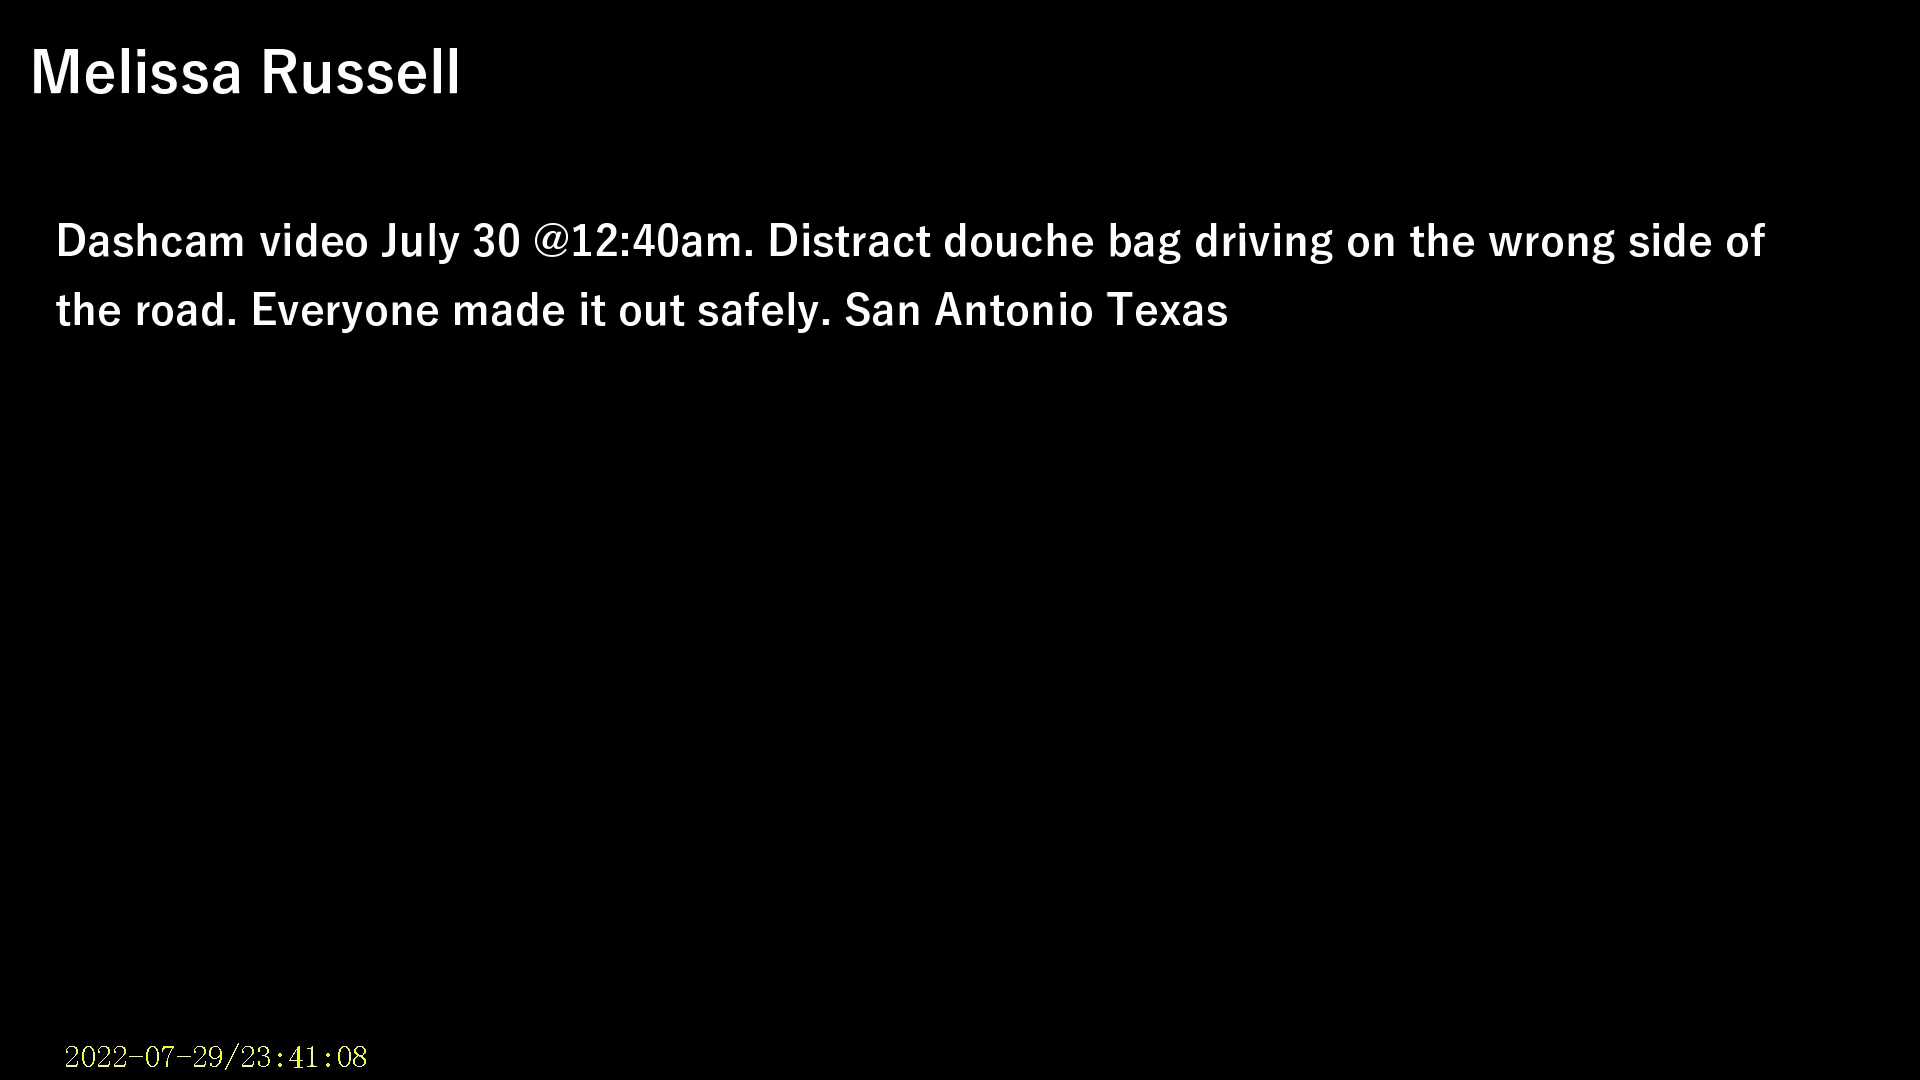 Melissa Russell
Dashcam video July 30 @12:40am. Distract douche bag driving on the wrong side of
the road. Everyone made it out safely. San Antonio Texas
2022-07-29/23:41:08